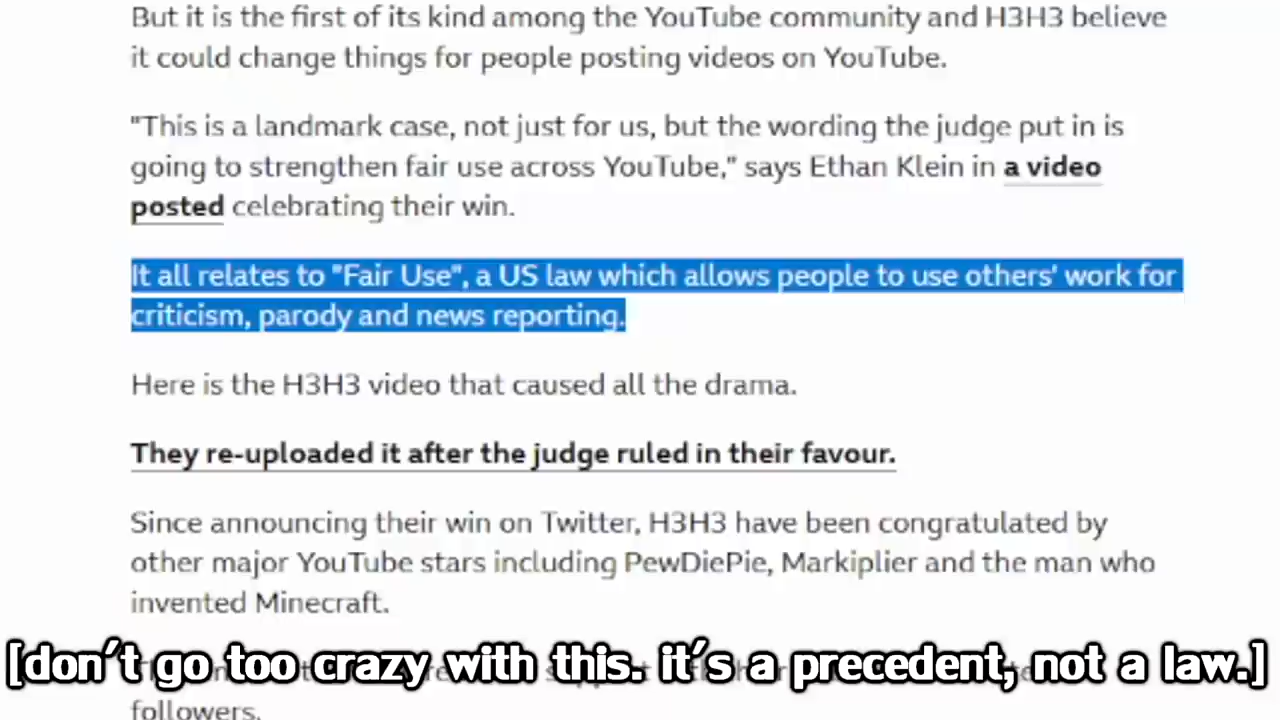 But it is the first of its kind among the YouTube community and H3H3 believe
it could change things for people posting videos on YouTube.
"This is a landmark case, not just for us, but the wording the judge put in is
going to strengthen fair use across YouTube," says Ethan Klein in a video
posted celebrating their win.
It all relates to "Fair Use", a US law which allows people to use others' work for
criticism, parody and news reporting.
Here is the H3H3 video that caused all the drama.
They re-uploaded it after the judge ruled in their favour.
Since announcing their win on Twitter, H3H3 have been congratulated by
other major YouTube stars including PewDiePie, Markiplier and the man who
invented Minecraft.
[don't go too crazy with this. it's a precedent, not a law.]
followers.